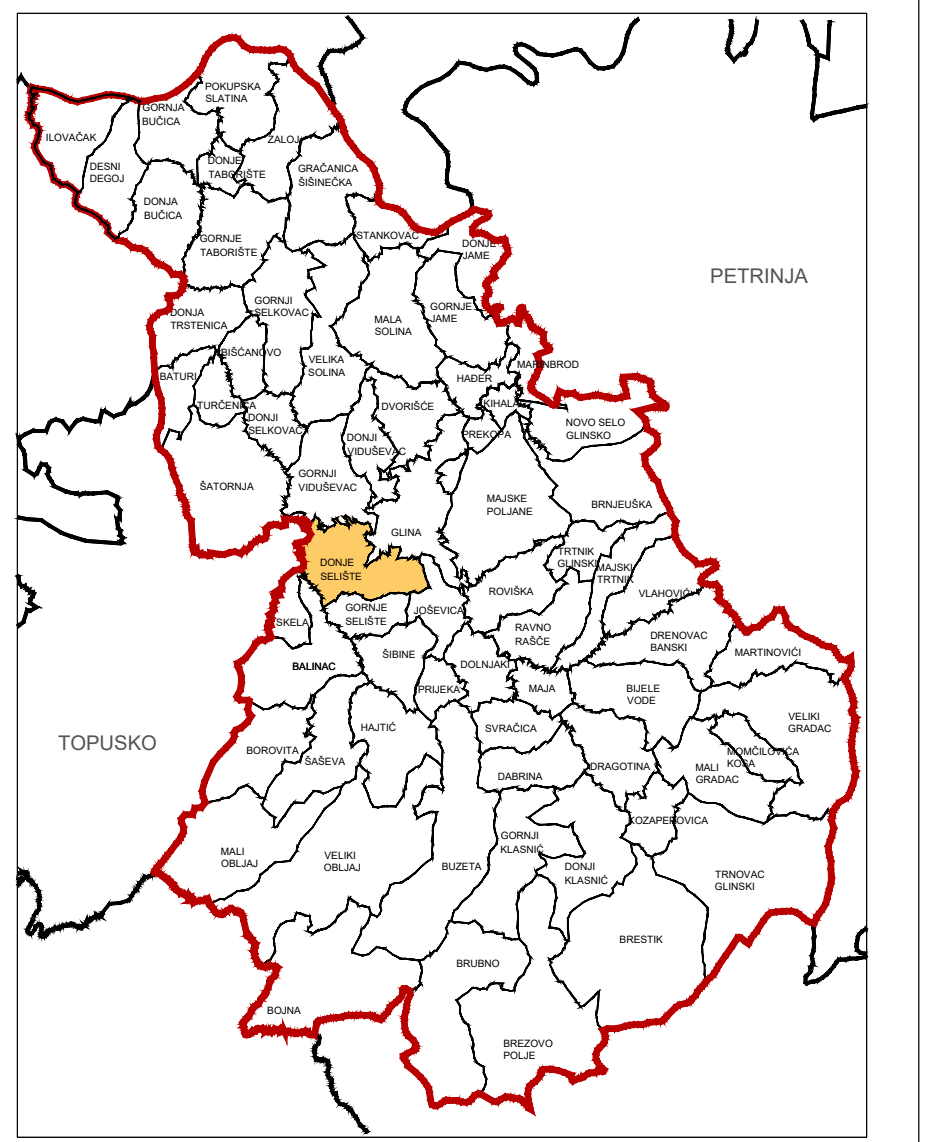 POKUPSKA
SLATINA
GORNJA
BUČICA
ILOVAČAK
ZALOJ
DESNI
DEGOJ
DONJE
TABORIŠTE
GRAČANICA
ŠIŠINEČKA
DONJA
BUČICA
GORNJE
TABORIŠTE
STANKOVAC
DONJE
JAME
PETRINJA
GORNJI
SELKOVAC
GORNJE
JAME
DONJA
TRSTENICA
MALA
SOLINA
BIŠĆANOVO
VELIKA
SOLINA
MARINBROD
BATURI
HAĐER
TURČENICA
DVORIŠĆE
KIHALA
DONJI
SELKOVAC
NOVO SELO
GLINSKO
DONJI
VIDUŠEVAC
PREKOPA
GORNJI
VIDUŠEVAC
ŠATORNJA
MAJSKE
POLJANE
BRNJEUŠKA
GLINA
TRTNIK
GLINSKI
DONJE
SELIŠTE
MAJSKI
TRTNIK
ROVIŠKA
VLAHOVIĆ
GORNJE
SELIŠTE
JOŠEVICA
SKELA
RAVNO
RAŠČE
DRENOVAC
BANSKI
MARTINOVIĆI
ŠIBINE
BALINAC
DOLNJAKI
PRIJEKA
MAJA
BIJELE
VODE
VELIKI
GRADAC
HAJTIĆ
SVRAČICA
TOPUSKO
BOROVITA
ŠAŠEVA
MOMČILOVIĆA
KOSA
DRAGOTINA
MALI
GRADAC
DABRINA
KOZAPEROVICA
GORNJI
KLASNIĆ
MALI
OBLJAJ
VELIKI
OBLJAJ
BUZETA
DONJI
KLASNIĆ
TRNOVAC
GLINSKI
BRESTIK
BRUBNO
BOJNA
BREZOVO
POLJE